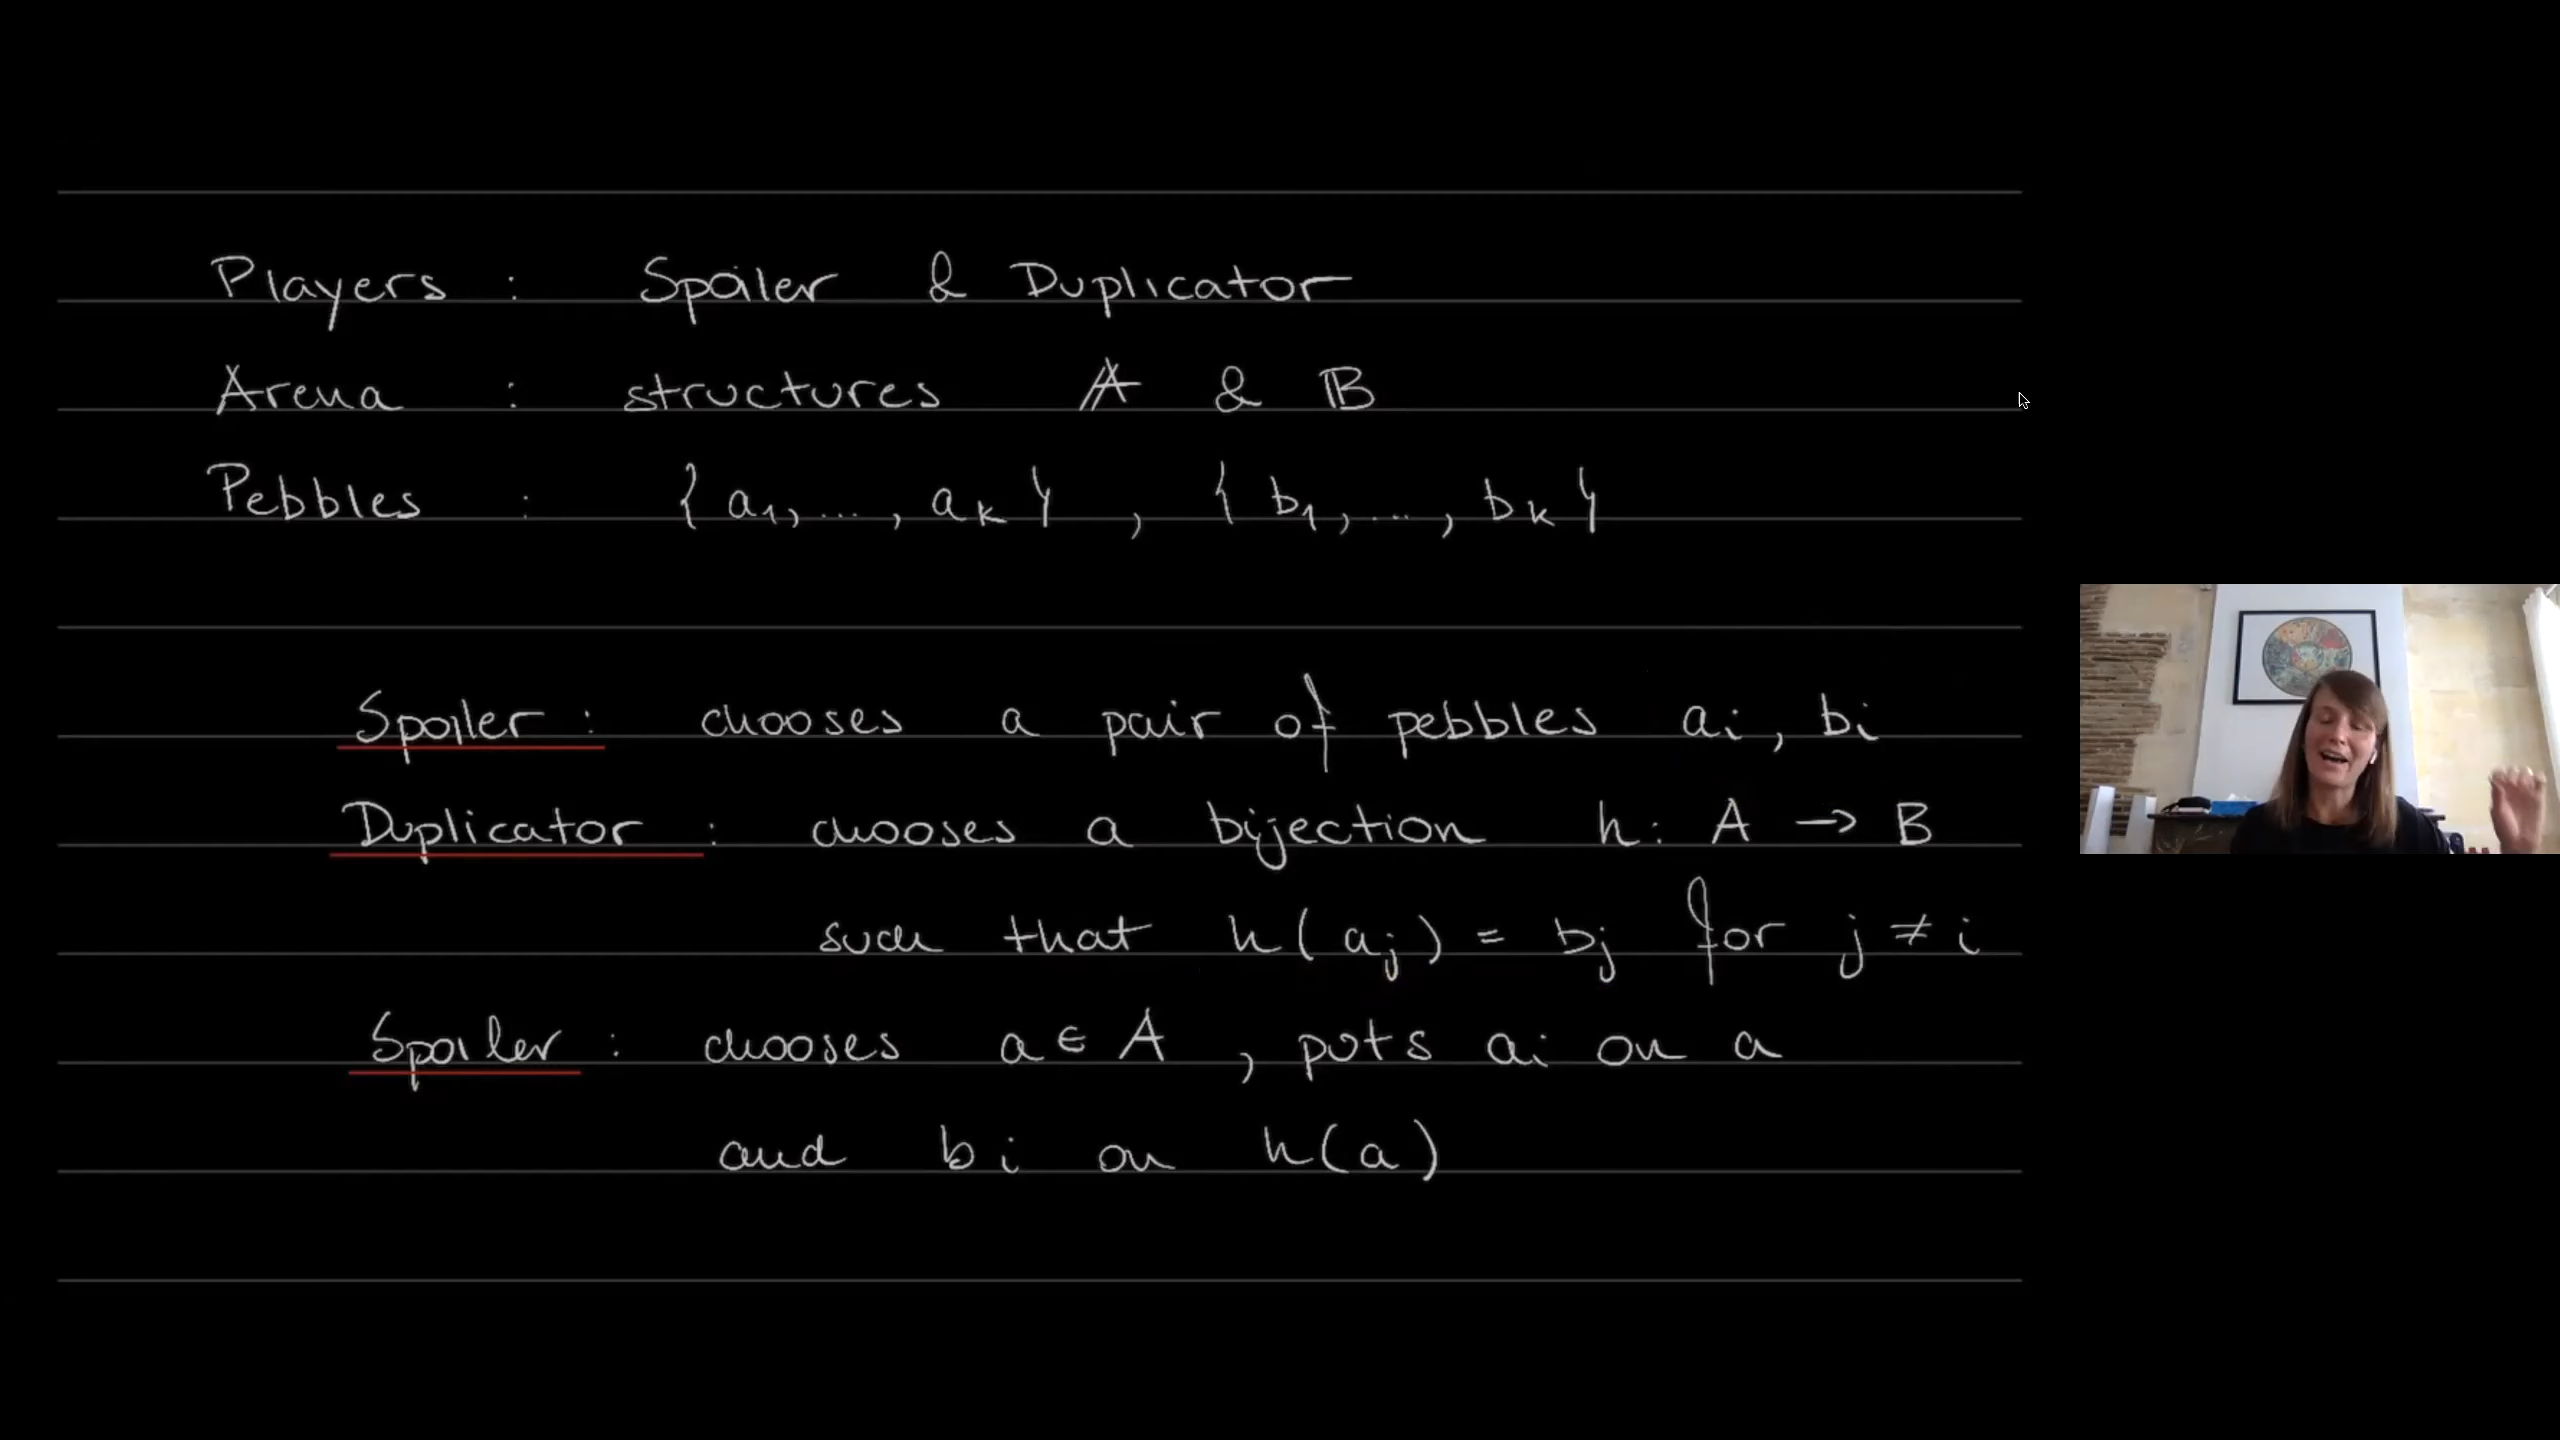 Players : Spoiler & Duplicator
Arena : structures 𝔸 & 𝔹
Pebbles : { a₁, ... , aₖ } , { b₁, ... , bₖ }
Spoiler : chooses a pair of pebbles aᵢ , bᵢ
Duplicator : chooses a bijection h : A → B
such that h( aⱼ ) = bⱼ for j ≠ i
Spoiler : chooses a ∈ A , puts aᵢ on a
and bᵢ on h(a)